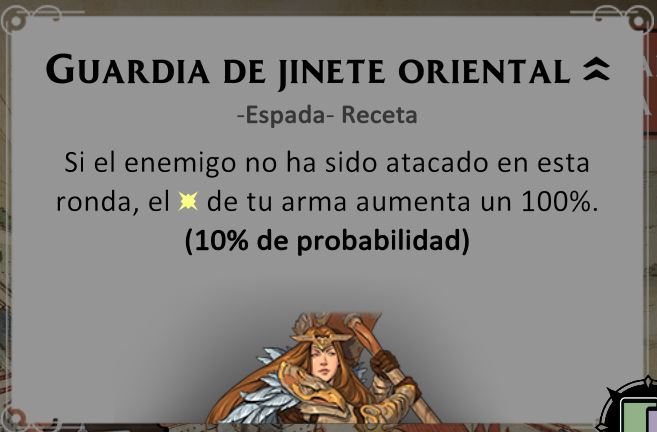 Guardia de jinete oriental
-Espada- Receta
Si el enemigo no ha sido atacado en esta
ronda, el de tu arma aumenta un 100%.
(10% de probabilidad)